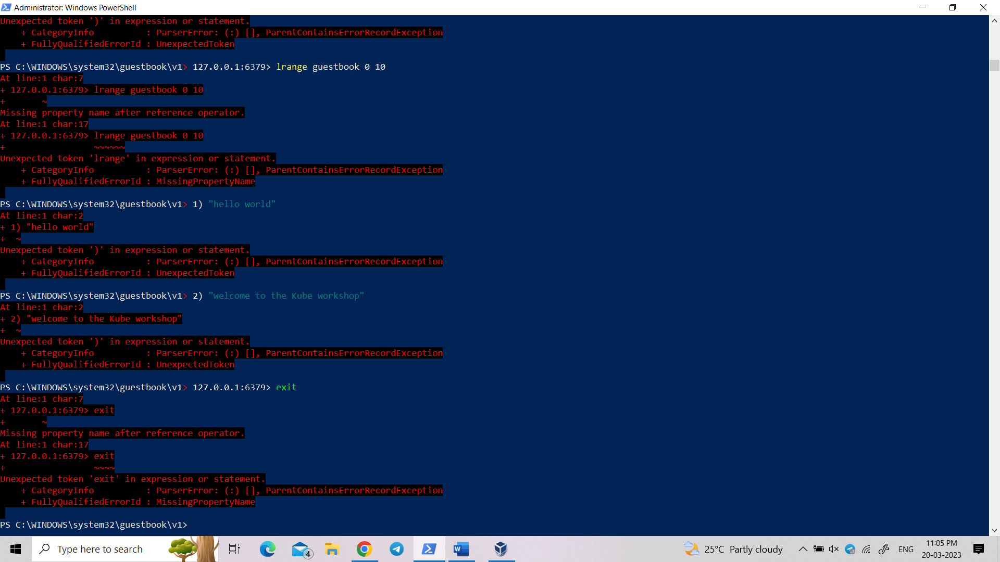 Administrator: Windows PowerShell
Unexpected token ')' in expression or statement.
    + CategoryInfo          : ParserError: (:) [], ParentContainsErrorRecordException
    + FullyQualifiedErrorId : UnexpectedToken
PS C:\WINDOWS\system32\guestbook\v1> 127.0.0.1:6379> lrange guestbook 0 10
At line:1 char:7
+ 127.0.0.1:6379> lrange guestbook 0 10
+       ~
Missing property name after reference operator.
At line:1 char:17
+ 127.0.0.1:6379> lrange guestbook 0 10
+                 ~~~~~~
Unexpected token 'lrange' in expression or statement.
    + CategoryInfo          : ParserError: (:) [], ParentContainsErrorRecordException
    + FullyQualifiedErrorId : MissingPropertyName
PS C:\WINDOWS\system32\guestbook\v1> 1) "hello world"
At line:1 char:2
+ 1) "hello world"
+  ~
Unexpected token ')' in expression or statement.
    + CategoryInfo          : ParserError: (:) [], ParentContainsErrorRecordException
    + FullyQualifiedErrorId : UnexpectedToken
PS C:\WINDOWS\system32\guestbook\v1> 2) "welcome to the Kube workshop"
At line:1 char:2
+ 2) "welcome to the Kube workshop"
+  ~
Unexpected token ')' in expression or statement.
    + CategoryInfo          : ParserError: (:) [], ParentContainsErrorRecordException
    + FullyQualifiedErrorId : UnexpectedToken
PS C:\WINDOWS\system32\guestbook\v1> 127.0.0.1:6379> exit
At line:1 char:7
+ 127.0.0.1:6379> exit
+       ~
Missing property name after reference operator.
At line:1 char:17
+ 127.0.0.1:6379> exit
+                 ~~~~
Unexpected token 'exit' in expression or statement.
    + CategoryInfo          : ParserError: (:) [], ParentContainsErrorRecordException
    + FullyQualifiedErrorId : MissingPropertyName
PS C:\WINDOWS\system32\guestbook\v1>
Type here to search
4
25°C Partly cloudy
ENG
11:05 PM
20-03-2023